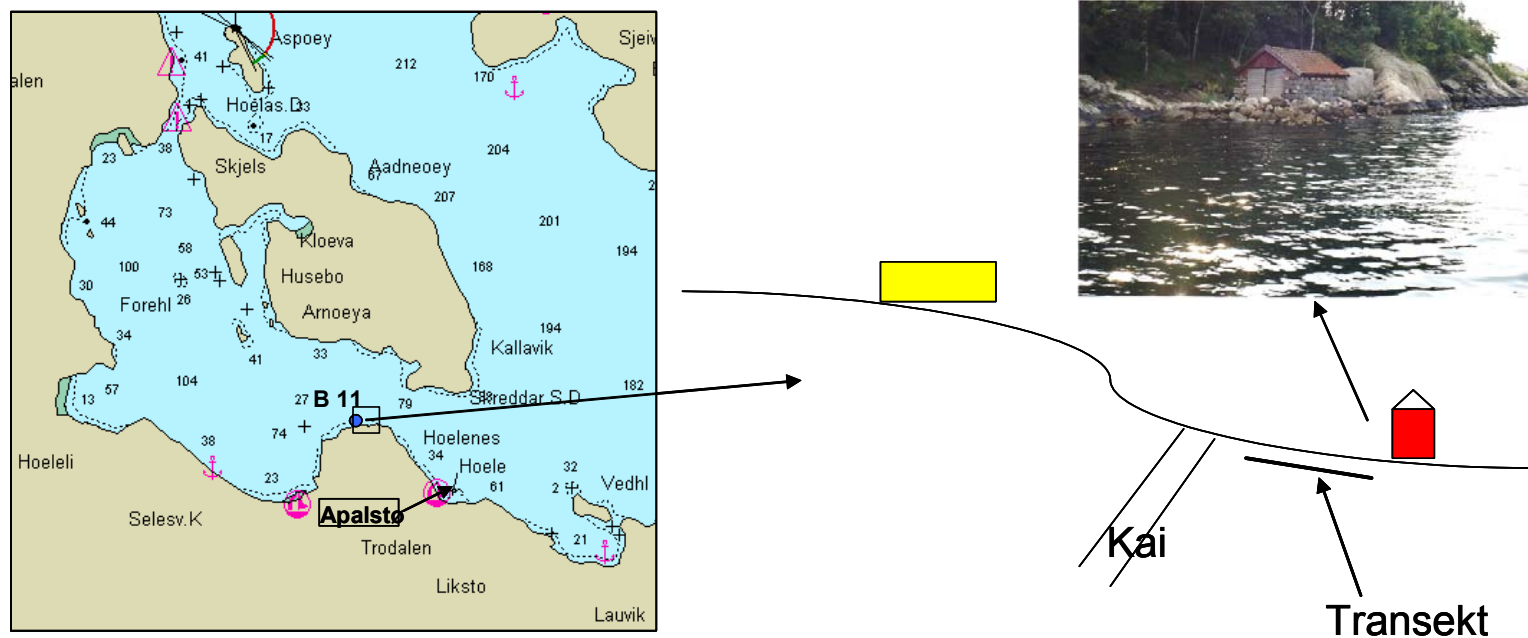 Aspoey
Sjeiv
41
212
170
alen
Hoelas.D
33
17
38
23
204
Skjels
Aadneoey
67
207
73
44
201
Kloeva
58
194
100
53
168
Husebo
30
Forehl
26
Arnoeya
194
34
33
Kallavik
41
104
57
182
13
27
B 11
79
Skreddar S.D
74
Hoelenes
38
34
Hoeleli
Hoele
32
23
61
2
Vedhl
Apalstø
Selesv.K
21
Trodalen
Kai
Liksto
Lauvik
Transekt